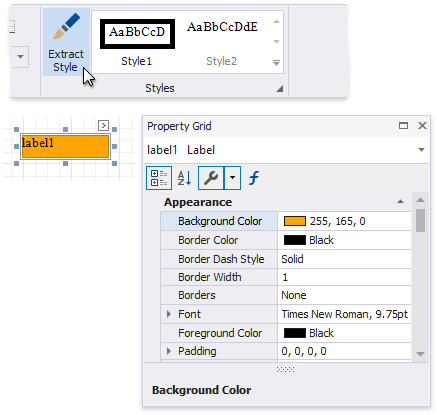 Extract
Style
AaBbCcD
Style1
AaBbCcDdE
Style2
Styles
label1
Property Grid
label1 Label
A
Z
Appearance
Background Color 255, 165, 0
Border Color Black
Border Dash Style Solid
Border Width 1
Borders None
Font Times New Roman, 9.75pt
Foreground Color Black
Padding 0, 0, 0, 0
Background Color